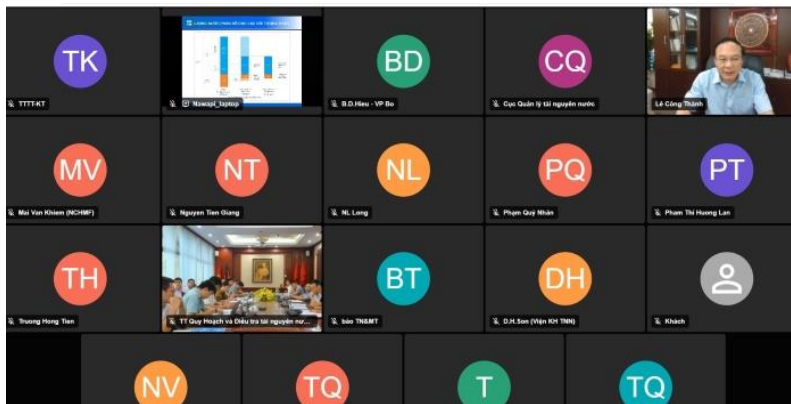 TK
BD
CQ
TTTT-KT
Nawapi_laptop
B.D.Hieu - VP Bo
Cục Quản lý tài nguyên nước
Lê Công Thành
MV
NT
NL
PQ
PT
Mai Van Khiem (NCHMF)
Nguyen Tien Giang
NL Long
Phạm Quý Nhân
Pham Thi Huong Lan
TH
BT
DH
Truong Hong Tien
TT Quy Hoạch và Điều tra tài nguyên nư...
báo TN&MT
D.H.Son (Viện KH TNN)
Khách
NV
TQ
T
TQ